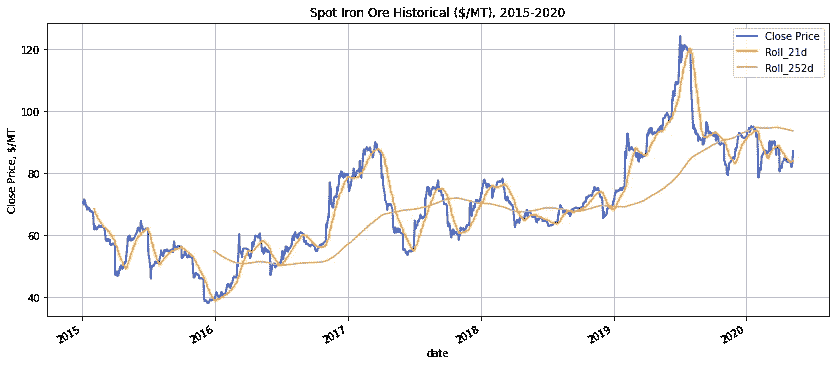 Spot Iron Ore Historical ($/MT), 2015-2020
Close Price
Roll_21d
Roll_252d
Close Price, $/MT
120
100
80
60
40
2015
2016
2017
2018
2019
2020
date